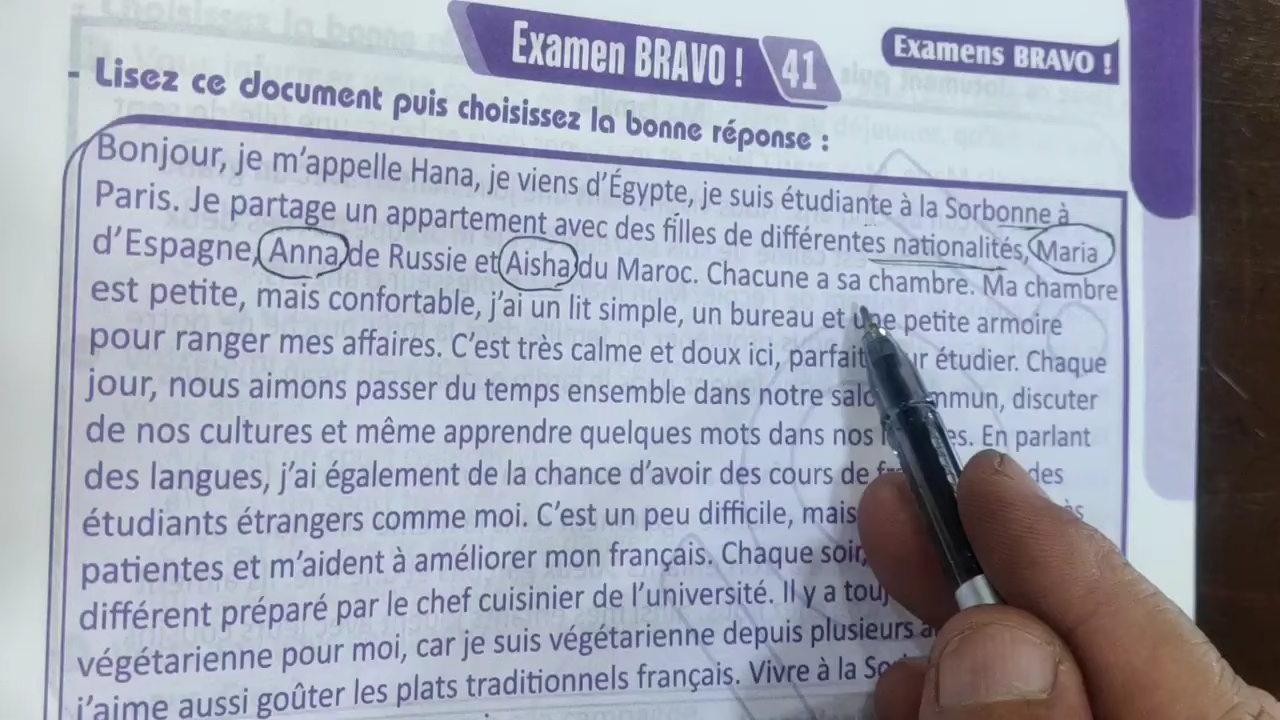 Examen BRAVO ! 41
Examens BRAVO !
- Lisez ce document puis choisissez la bonne réponse :
Bonjour, je m'appelle Hana, je viens d'Égypte, je suis étudiante à la Sorbonne à
Paris. Je partage un appartement avec des filles de différentes nationalités, Maria
d'Espagne, Anna de Russie et Aisha du Maroc. Chacune a sa chambre. Ma chambre
est petite, mais confortable, j'ai un lit simple, un bureau et une petite armoire
pour ranger mes affaires. C'est très calme et doux ici, parfait étudier. Chaque
jour, nous aimons passer du temps ensemble dans notre discuter
de nos cultures et même apprendre quelques mots dans nos En parlant
des langues, j'ai également de la chance d'avoir des cours de des
étudiants étrangers comme moi. C'est un peu difficile, mais
patientes et m'aident à améliorer mon français. Chaque soir,
différent préparé par le chef cuisinier de l'université. Il y a
végétarienne pour moi, car je suis végétarienne depuis plusieurs
j'aime aussi goûter les plats traditionnels français. Vivre à la